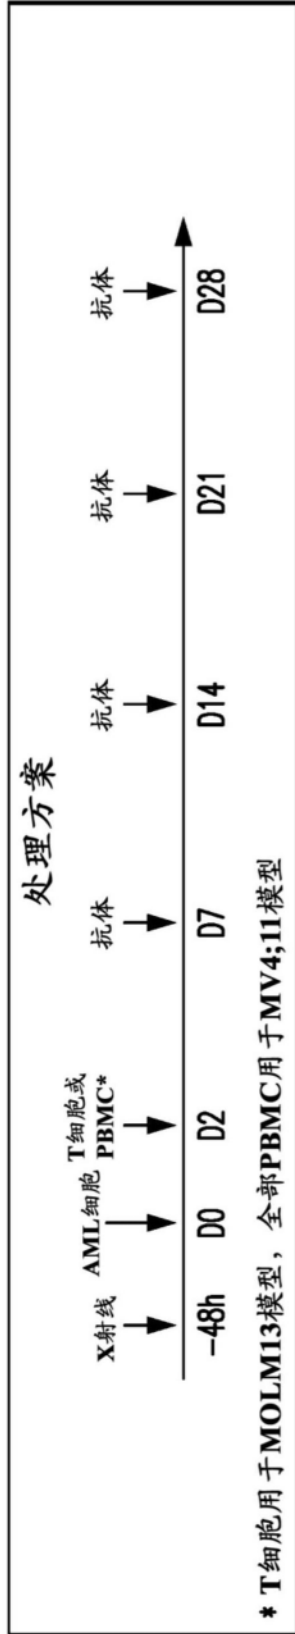 处理方案
X射线
AML细胞
T细胞或
PBMC*
抗体
抗体
抗体
抗体
-48h
D0
D2
D7
D14
D21
D28
* T细胞用于MOLM13模型，全部PBMC用于MV4;11模型